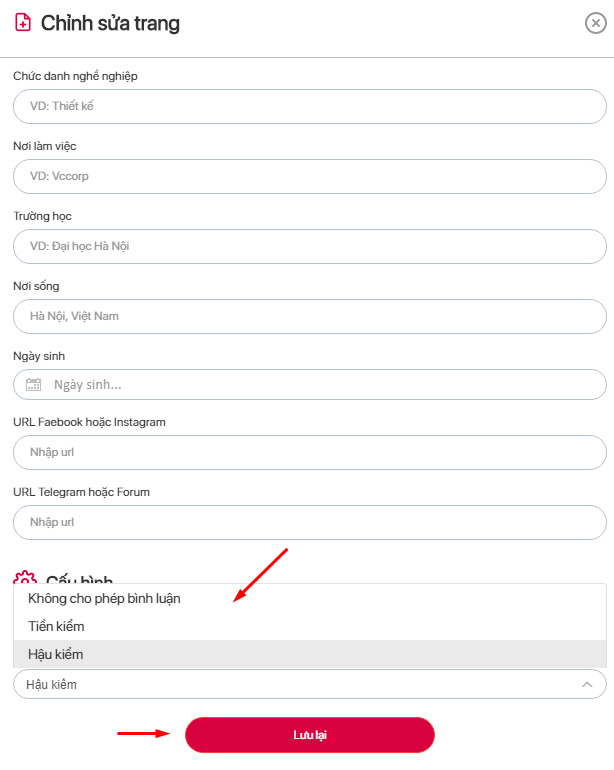 Chỉnh sửa trang
Chức danh nghề nghiệp
VD: Thiết kế
Nơi làm việc
VD: Vccorp
Trường học
VD: Đại học Hà Nội
Nơi sống
Hà Nội, Việt Nam
Ngày sinh
Ngày sinh...
URL Faebook hoặc Instagram
Nhập url
URL Telegram hoặc Forum
Nhập url
Cấu hình
Không cho phép bình luận
Tiền kiểm
Hậu kiểm
Hậu kiểm
Lưu lại